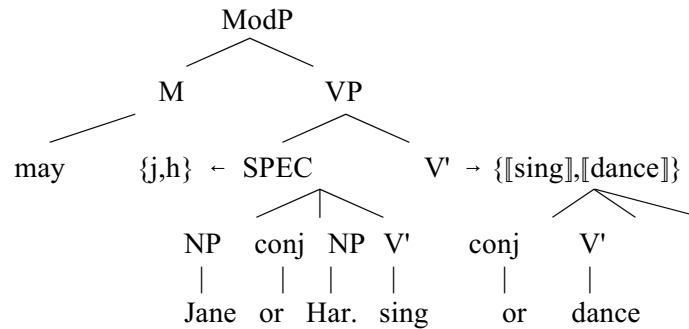 ModP
M VP
may {j,h} ← SPEC V' → {⟦sing⟧,⟦dance⟧}
NP conj NP V' conj V'
Jane or Har. sing or dance